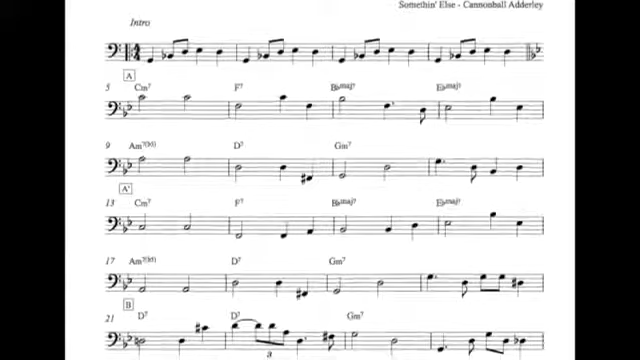 Somethin' Else - Cannonball Adderley
Intro
A
5 Cm7 F7 B♭maj7 E♭maj7
9 Am7(♭5) D7 Gm7
A'
13 Cm7 F7 B♭maj7 E♭maj7
17 Am7(♭5) D7 Gm7
B
21 D7 D7 Gm7
3